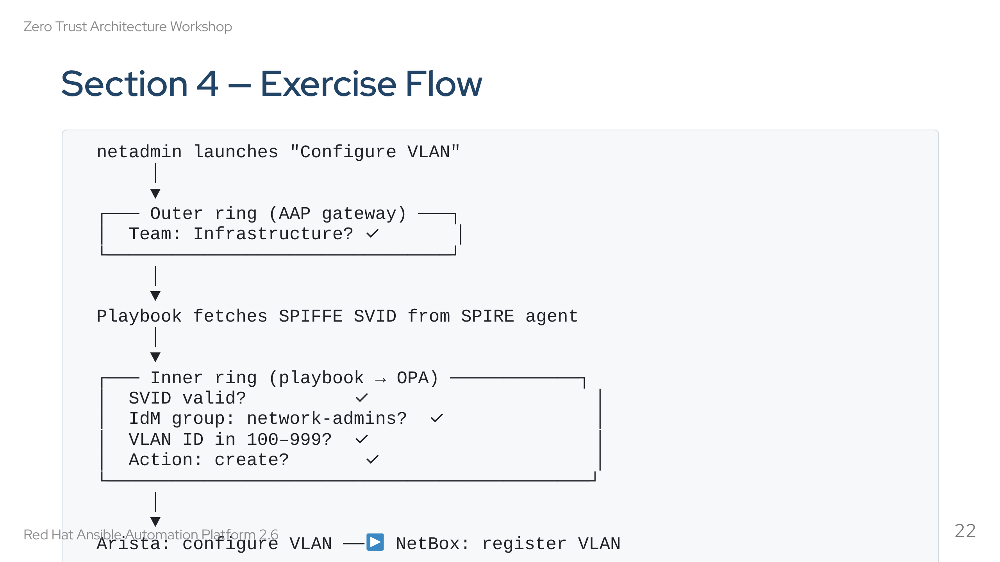 Zero Trust Architecture Workshop
Section 4 – Exercise Flow
netadmin launches "Configure VLAN"
Outer ring (AAP gateway)
Team: Infrastructure? ✓
Playbook fetches SPIFFE SVID from SPIRE agent
Inner ring (playbook → OPA)
SVID valid? ✓
IdM group: network-admins? ✓
VLAN ID in 100–999? ✓
Action: create? ✓
Arista: configure VLAN ──▶ NetBox: register VLAN
Red Hat Ansible Automation Platform 2.6
22